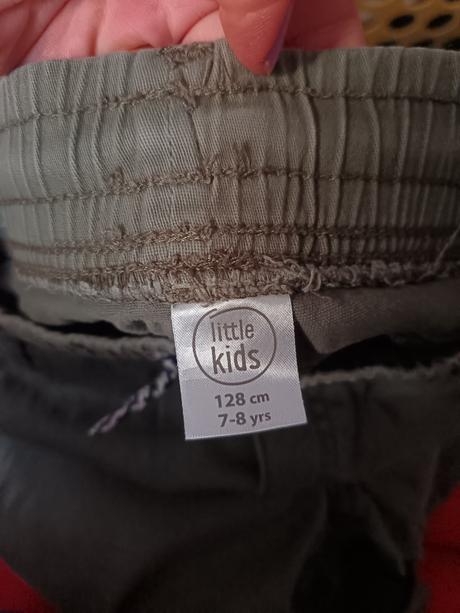 little
kids
128 cm
7-8 yrs